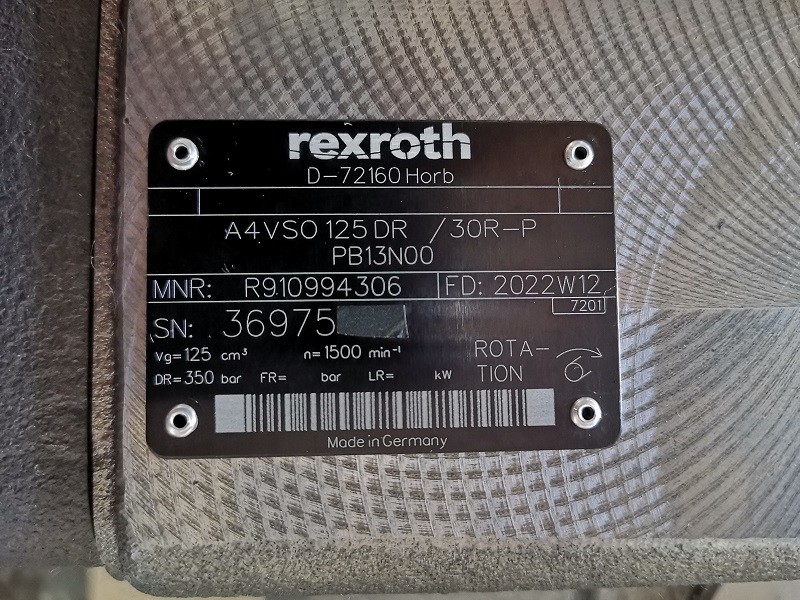 rexroth
D-72160 Horb
A4VSO 125 DR /30R-P
PB13N00
MNR: R910994306 FD: 2022W12
7201
SN: 36975
Vg=125 cm³ n=1500 min⁻¹
ROTA-
TION
DR=350 bar FR= bar LR= kW
Made in Germany